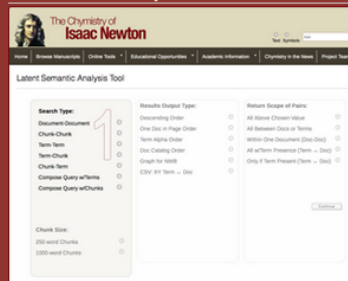 The Chymistry of
Isaac Newton
Text Symbols
Home Browse Manuscripts Online Tools Educational Opportunities Academic Information Chymistry in the News Project Team
Latent Semantic Analysis Tool
Search Type:
Document-Document
Chunk-Chunk
Term-Term
Term-Chunk
Chunk-Term
Compose Query w/Terms
Compose Query w/Chunks
1
Chunk Size:
250-word Chunks
1000-word Chunks
Results Output Type:
Descending Order
One Doc in Page Order
Term Alpha Order
Doc Catalog Order
Graph for NWB
CSV: XY Term ↔ Doc
Return Scope of Pairs:
All Above Chosen Value
All Between Docs or Terms
Within One Document (Doc-Doc)
All w/Term Presence (Term ↔ Doc)
Only if Term Present (Term ↔ Doc)
Continue